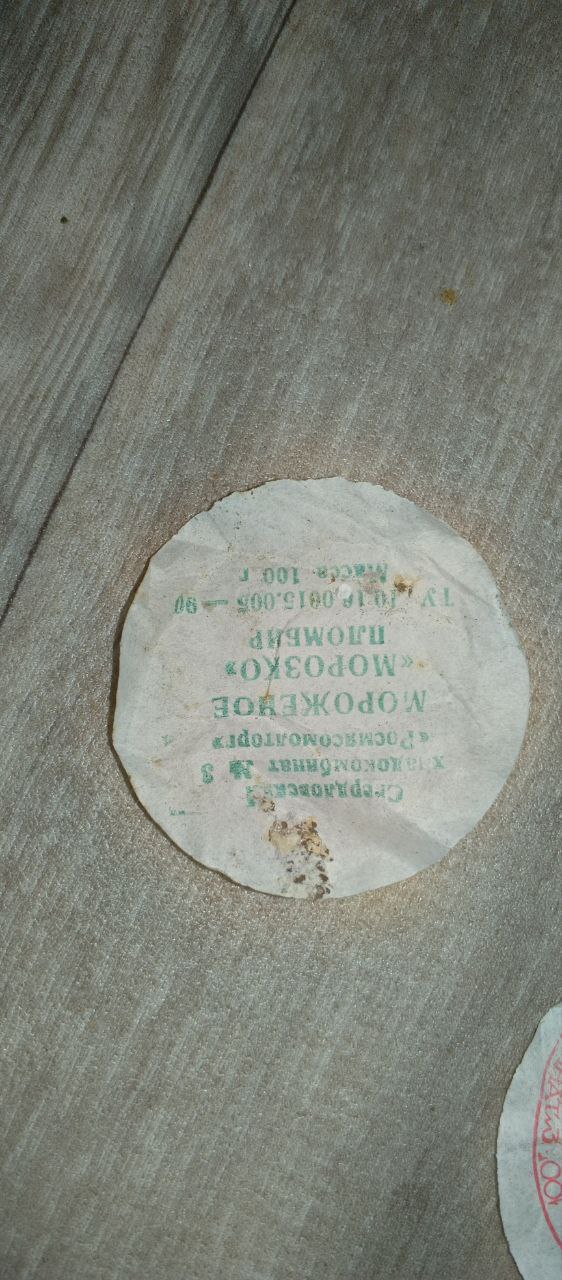 Свердловский
хладокомбинат № 3
«Росмясомолторг»
МОРОЖЕНОЕ
«МОРОЗКО»
ПЛОМБИР
ТУ 10.16.0015.005 — 90
Масса 100 г